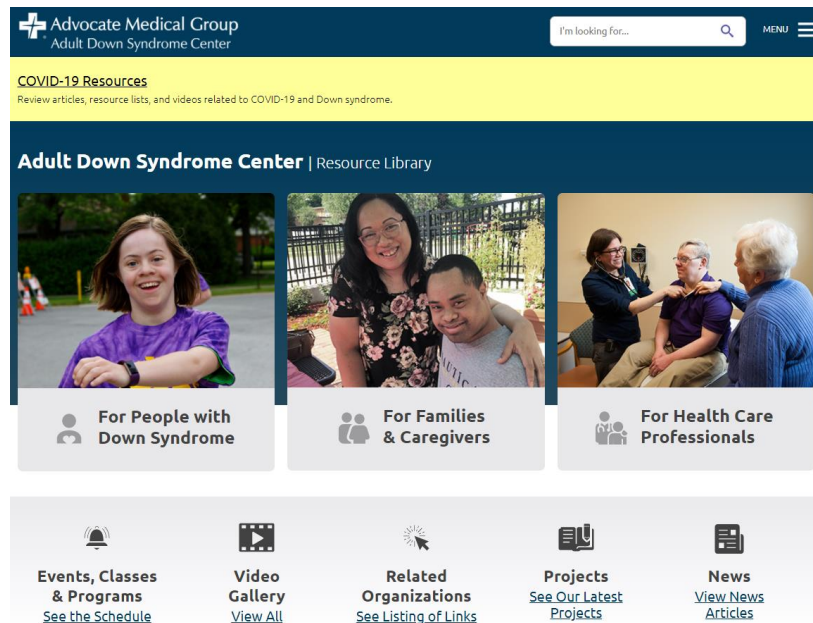 Advocate Medical Group
Adult Down Syndrome Center
I'm looking for...
MENU
COVID-19 Resources
Review articles, resource lists, and videos related to COVID-19 and Down syndrome.
Adult Down Syndrome Center | Resource Library
For People with
Down Syndrome
For Families
& Caregivers
For Health Care
Professionals
Events, Classes
& Programs
See the Schedule
Video
Gallery
View All
Related
Organizations
See Listing of Links
Projects
See Our Latest
Projects
News
View News
Articles